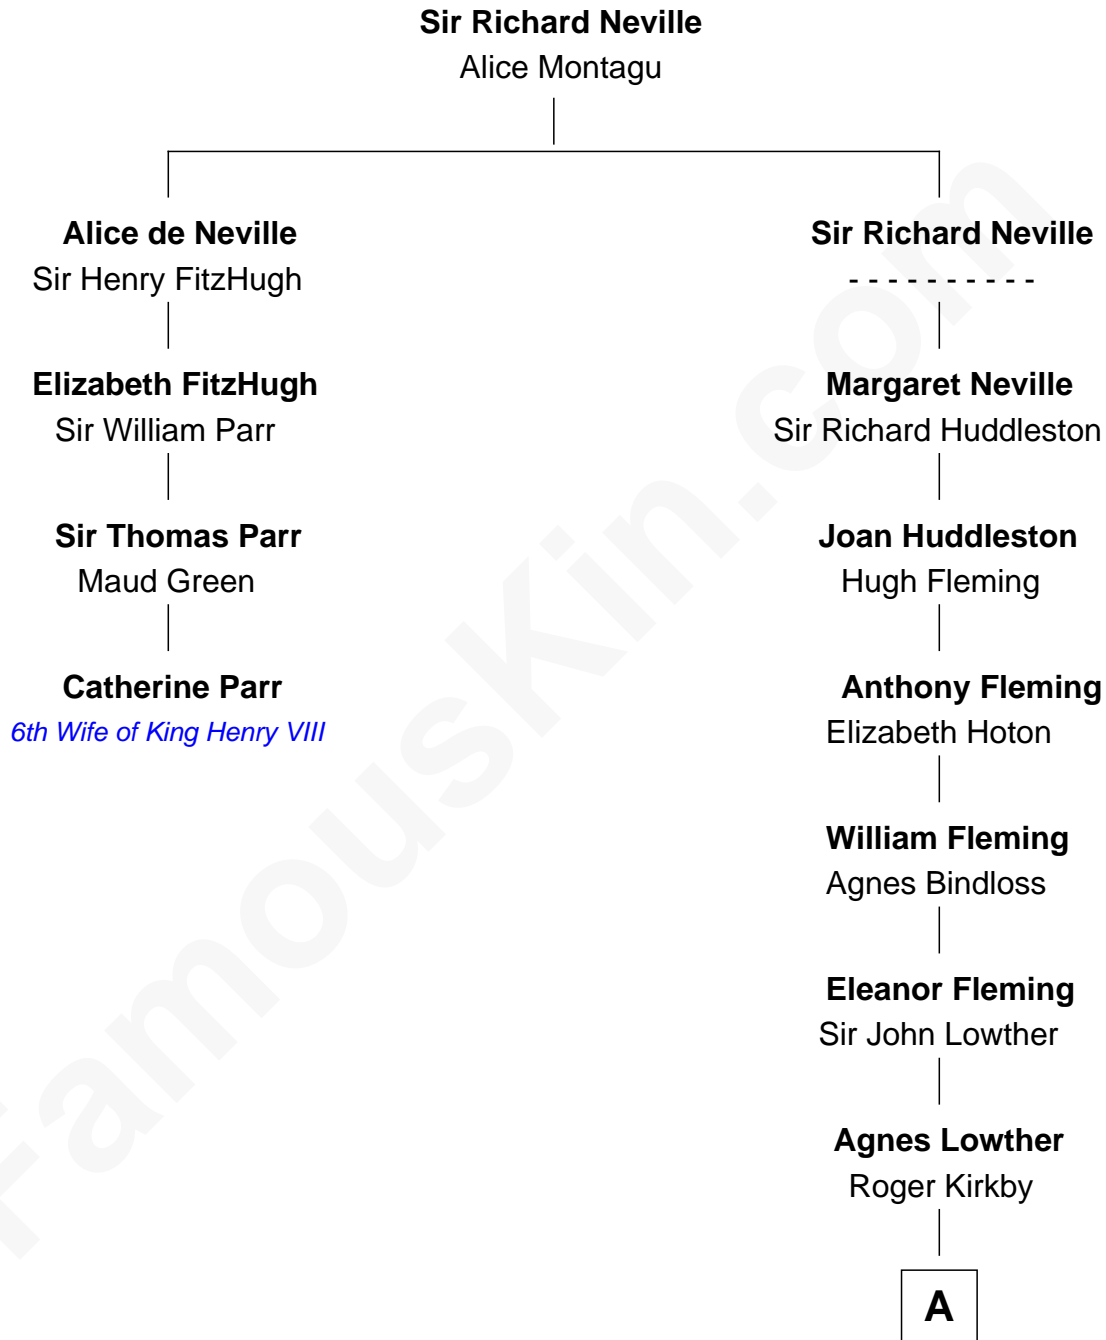 Sir Richard Neville
Alice Montagu
Alice de Neville
Sir Henry FitzHugh
Elizabeth FitzHugh
Sir William Parr
Sir Thomas Parr
Maud Green
Catherine Parr
6th Wife of King Henry VIII
Sir Richard Neville
- - - - - - - - - -
Margaret Neville
Sir Richard Huddleston
Joan Huddleston
Hugh Fleming
Anthony Fleming
Elizabeth Hoton
William Fleming
Agnes Bindloss
Eleanor Fleming
Sir John Lowther
Agnes Lowther
Roger Kirkby
A
FamousKin.com